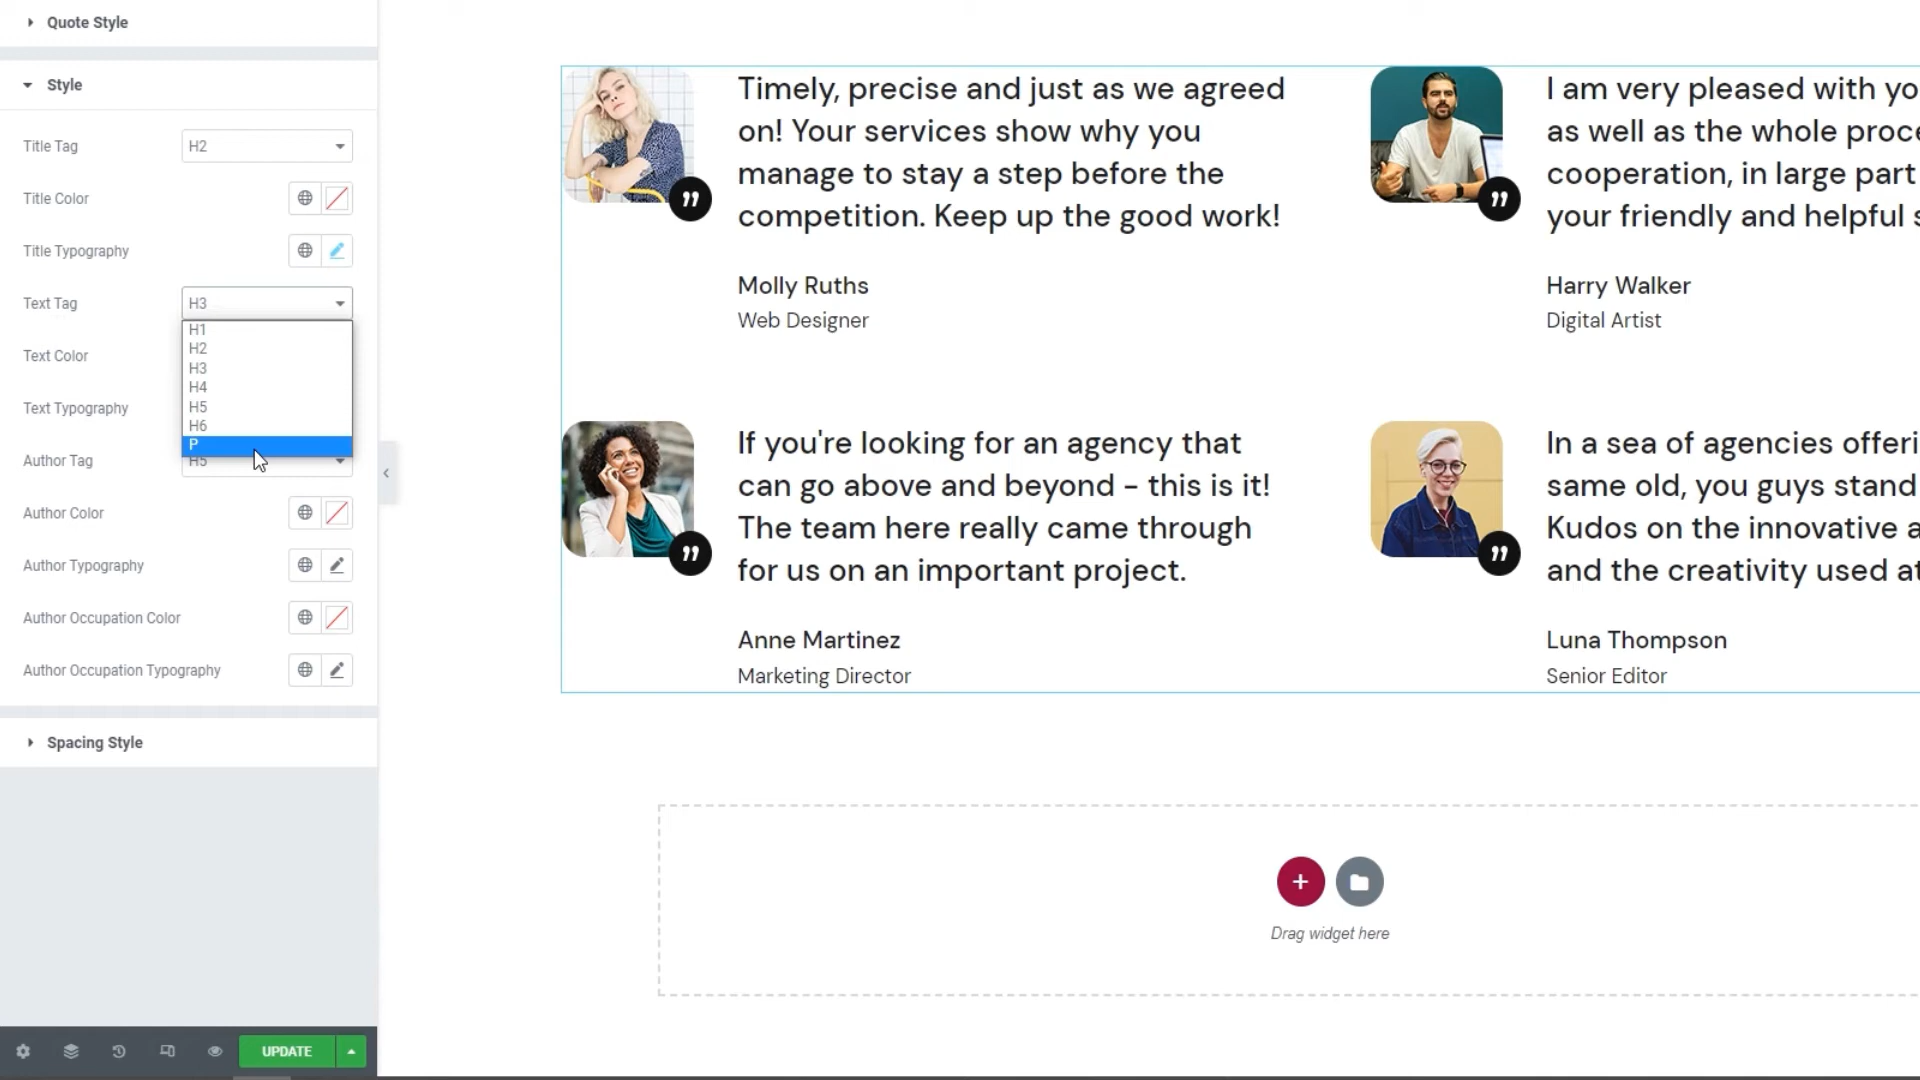 Quote Style
Style
Title Tag
H2
Title Color
Title Typography
Text Tag
H3
H1
H2
H3
H4
H5
H6
P
Text Color
Text Typography
Author Tag
H5
Author Color
Author Typography
Author Occupation Color
Author Occupation Typography
Spacing Style
UPDATE
Timely, precise and just as we agreed
on! Your services show why you
manage to stay a step before the
competition. Keep up the good work!
Molly Ruths
Web Designer
I am very pleased with yo
as well as the whole proce
cooperation, in large part
your friendly and helpful s
Harry Walker
Digital Artist
If you're looking for an agency that
can go above and beyond – this is it!
The team here really came through
for us on an important project.
Anne Martinez
Marketing Director
In a sea of agencies offeri
same old, you guys stand
Kudos on the innovative a
and the creativity used at
Luna Thompson
Senior Editor
Drag widget here